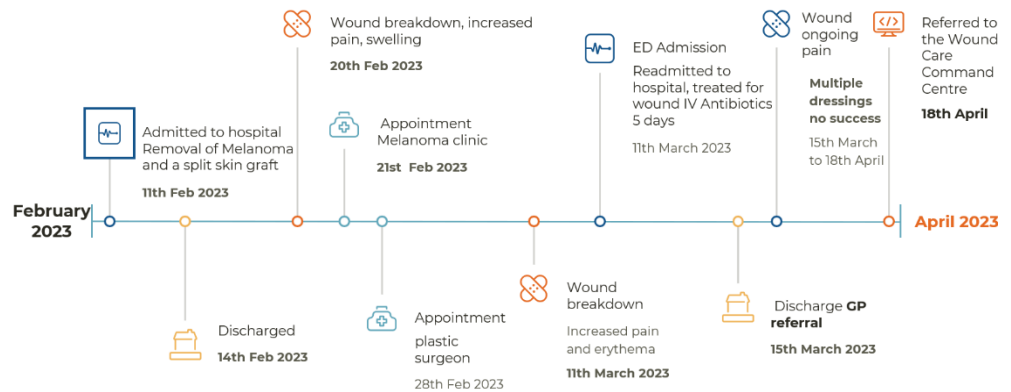 Wound breakdown, increased
pain, swelling
20th Feb 2023
Wound
ongoing
pain
Multiple
dressings
no success
15th March
to 18th April
Referred to
the Wound
Care
Command
Centre
18th April
ED Admission
Readmitted to
hospital, treated for
wound IV Antibiotics
5 days
11th March 2023
Admitted to hospital
Removal of Melanoma
and a split skin graft
11th Feb 2023
Appointment
Melanoma clinic
21st Feb 2023
February
2023
April 2023
Discharged
14th Feb 2023
Appointment
plastic
surgeon
28th Feb 2023
Wound
breakdown
Increased pain
and erythema
11th March 2023
Discharge GP
referral
15th March 2023